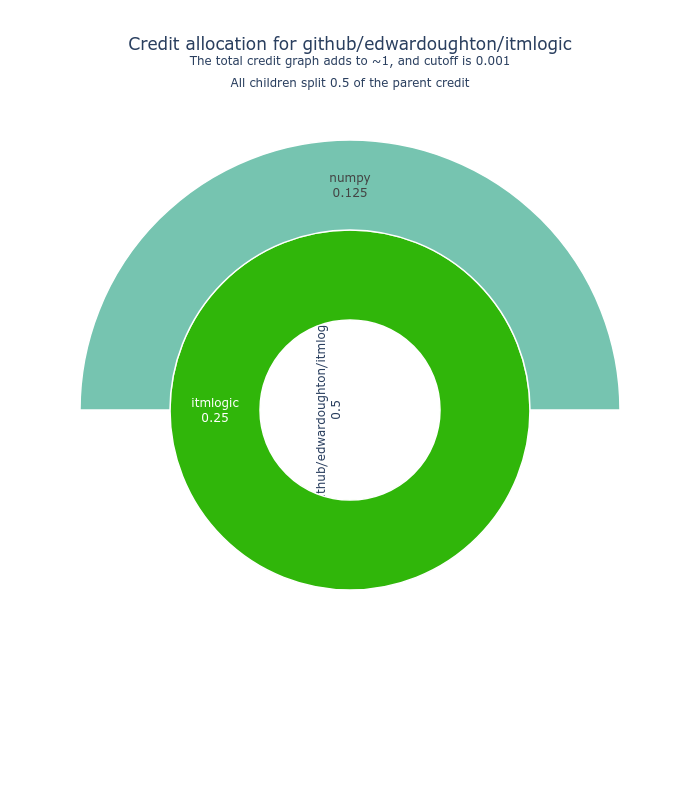 Credit allocation for github/edwardoughton/itmlogic
The total credit graph adds to ~1, and cutoff is 0.001
All children split 0.5 of the parent credit
numpy
0.125
itmlogic
0.25
thub/edwardoughton/itmlog
0.5